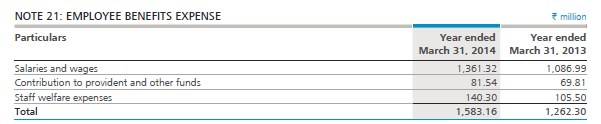 NOTE 21: EMPLOYEE BENEFITS EXPENSE ₹ million
Particulars Year ended Year ended
March 31, 2014 March 31, 2013
Salaries and wages 1,361.32 1,086.99
Contribution to provident and other funds 81.54 69.81
Staff welfare expenses 140.30 105.50
Total 1,583.16 1,262.30